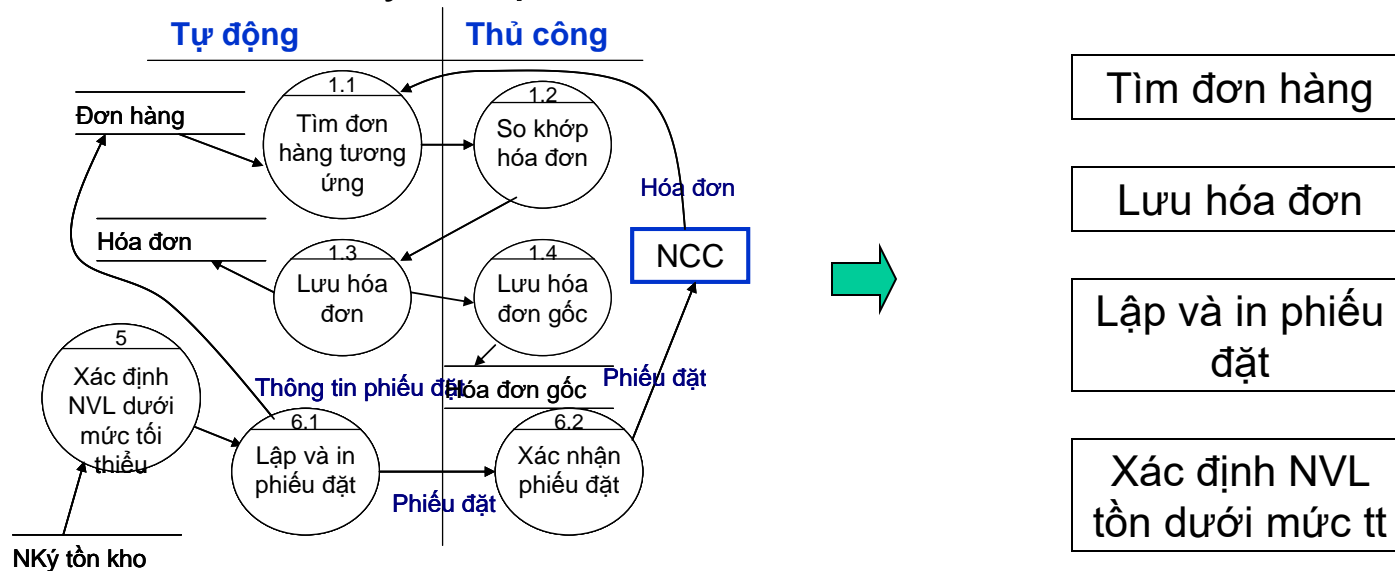 Tự động
Thủ công
1.1
Tìm đơn
hàng tương
ứng
1.2
So khớp
hóa đơn
Đơn hàng
Hóa đơn
Hóa đơn
NCC
1.3
Lưu hóa
đơn
1.4
Lưu hóa
đơn gốc
5
Xác định
NVL dưới
mức tối
thiểu
Thông tin phiếu đặt
Hóa đơn gốc
Phiếu đặt
6.1
Lập và in
phiếu đặt
6.2
Xác nhận
phiếu đặt
Phiếu đặt
NKý tồn kho
Tìm đơn hàng
Lưu hóa đơn
Lập và in phiếu
đặt
Xác định NVL
tồn dưới mức tt